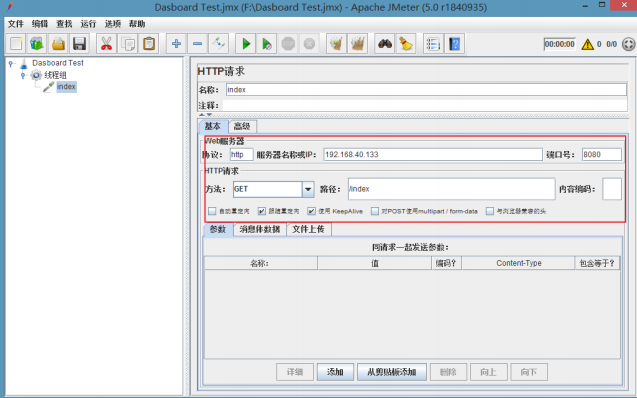 Dasboard Test.jmx (F:\Dasboard Test.jmx) - Apache JMeter (5.0 r1840935)
文件 编辑 查找 运行 选项 帮助
00:00:00 0 0/0
Dasboard Test
线程组
index
HTTP请求
名称: index
注释:
基本 高级
Web服务器
协议: http 服务器名称或IP: 192.168.40.133 端口号: 8080
HTTP请求
方法: GET 路径: /index 内容编码:
自动重定向 跟随重定向 使用 KeepAlive 对POST使用multipart / form-data 与浏览器兼容的头
参数 消息体数据 文件上传
同请求一起发送参数:
名称: 值 编码? Content-Type 包含等于?
详细 添加 从剪贴板添加 删除 向上 向下